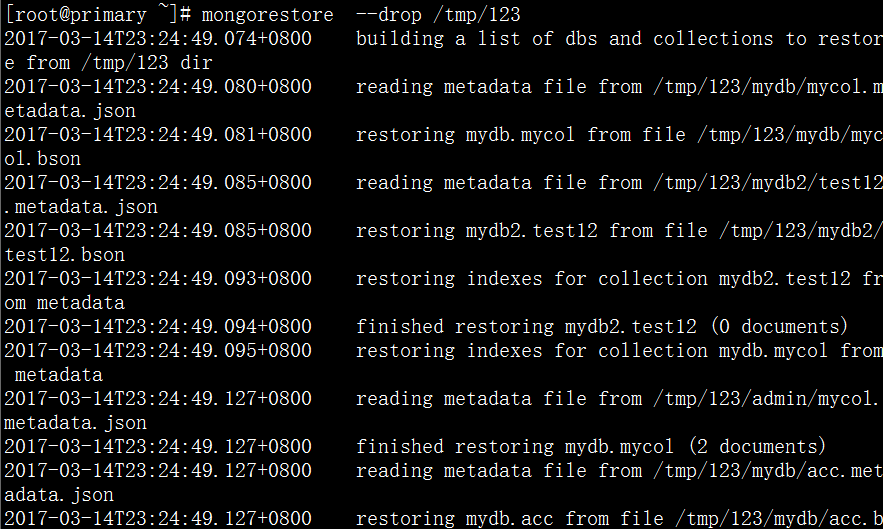 [root@primary ~]# mongorestore  --drop /tmp/123
2017-03-14T23:24:49.074+0800    building a list of dbs and collections to restor
e from /tmp/123 dir
2017-03-14T23:24:49.080+0800    reading metadata file from /tmp/123/mydb/mycol.m
etadata.json
2017-03-14T23:24:49.081+0800    restoring mydb.mycol from file /tmp/123/mydb/myc
ol.bson
2017-03-14T23:24:49.085+0800    reading metadata file from /tmp/123/mydb2/test12
.metadata.json
2017-03-14T23:24:49.085+0800    restoring mydb2.test12 from file /tmp/123/mydb2/
test12.bson
2017-03-14T23:24:49.093+0800    restoring indexes for collection mydb2.test12 fr
om metadata
2017-03-14T23:24:49.094+0800    finished restoring mydb2.test12 (0 documents)
2017-03-14T23:24:49.095+0800    restoring indexes for collection mydb.mycol from
 metadata
2017-03-14T23:24:49.127+0800    reading metadata file from /tmp/123/admin/mycol.
metadata.json
2017-03-14T23:24:49.127+0800    finished restoring mydb.mycol (2 documents)
2017-03-14T23:24:49.127+0800    reading metadata file from /tmp/123/mydb/acc.met
adata.json
2017-03-14T23:24:49.127+0800    restoring mydb.acc from file /tmp/123/mydb/acc.b